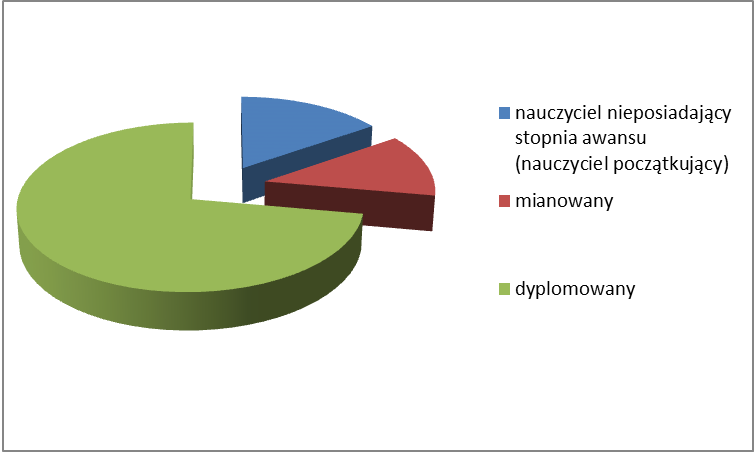 nauczyciel nieposiadający
stopnia awansu
(nauczyciel początkujący)
mianowany
dyplomowany